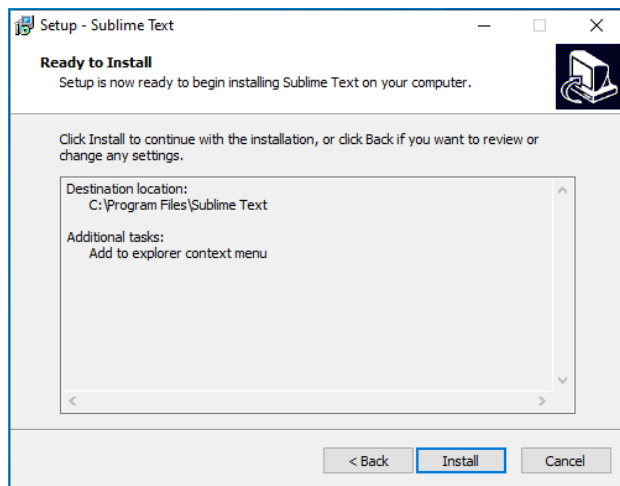 Setup - Sublime Text
Ready to Install
Setup is now ready to begin installing Sublime Text on your computer.
Click Install to continue with the installation, or click Back if you want to review or
change any settings.
Destination location:
C:\Program Files\Sublime Text
Additional tasks:
Add to explorer context menu
< Back
Install
Cancel